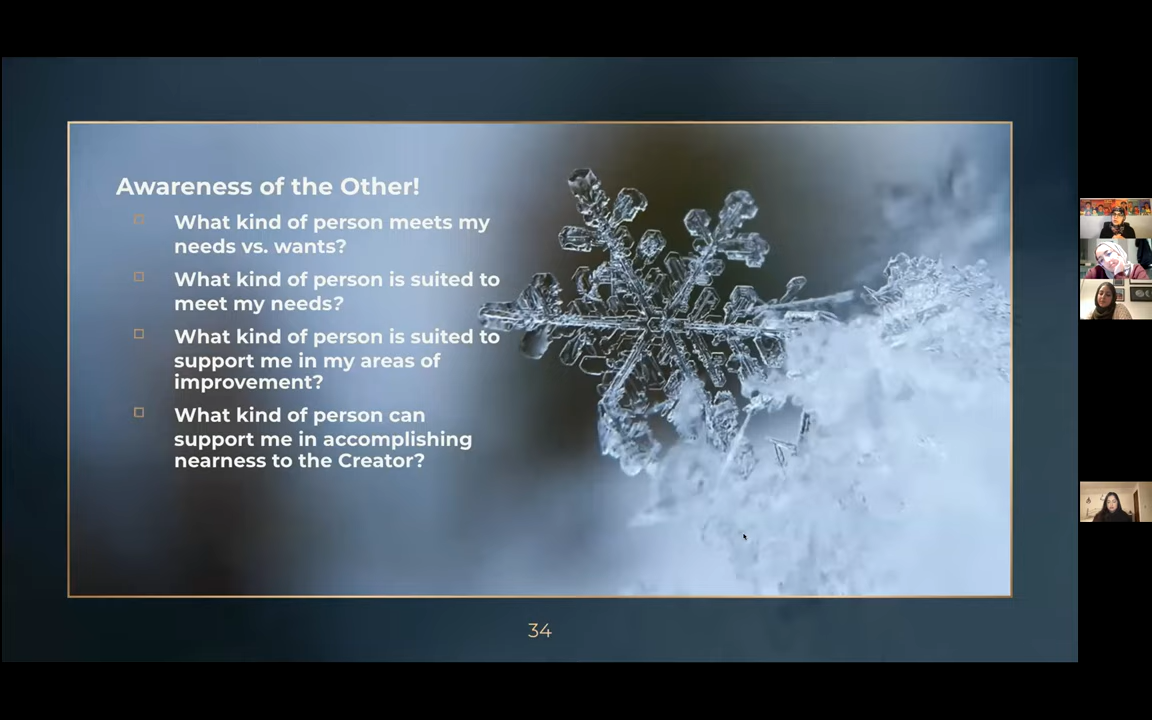 Awareness of the Other!
What kind of person meets my
needs vs. wants?
What kind of person is suited to
meet my needs?
What kind of person is suited to
support me in my areas of
improvement?
What kind of person can
support me in accomplishing
nearness to the Creator?
34